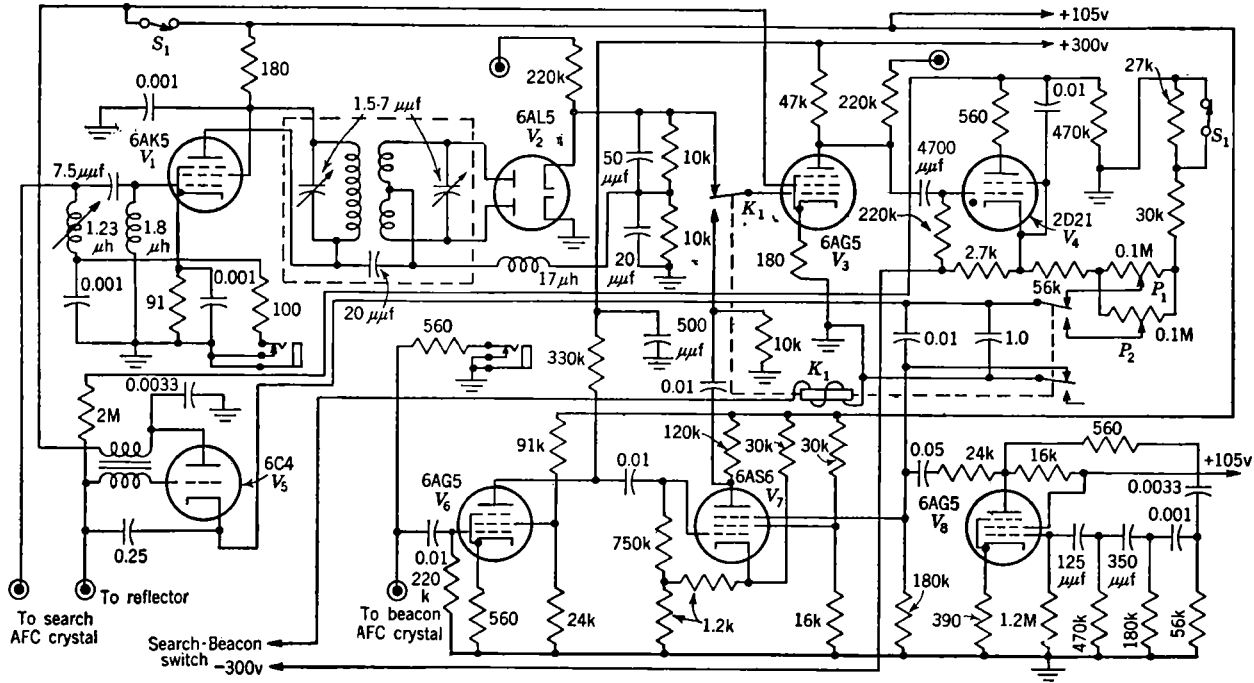 +105v
S1
+300v
180
0.001
220k
27k
1.5-7 μμf
47k
220k
560
0.01
470k
S1
6AK5
V1
6AL5
V2
50
μμf
10k
4700
μμf
7.5μμf
K1
220k
2D21
V4
30k
1.23
μh
1.8
μh
10k
6AG5
V3
180
2.7k
0.1M
P1
0.001
91
0.001
100
20 μμf
17μh
20
μμf
56k
0.1M
P2
560
500
μμf
10k
0.01
1.0
330k
0.0033
0.01
K1
2M
91k
120k
30k
30k
560
6C4
V5
6AG5
V6
0.01
6AS6
V7
0.05
24k
16k
+105v
6AG5
V8
0.0033
0.25
750k
0.001
0.01
125
μμf
350
μμf
To reflector
220
k
180k
To search
AFC crystal
To beacon
AFC crystal
560
24k
1.2k
16k
390
1.2M
470k
180k
56k
Search-Beacon
switch
-300v